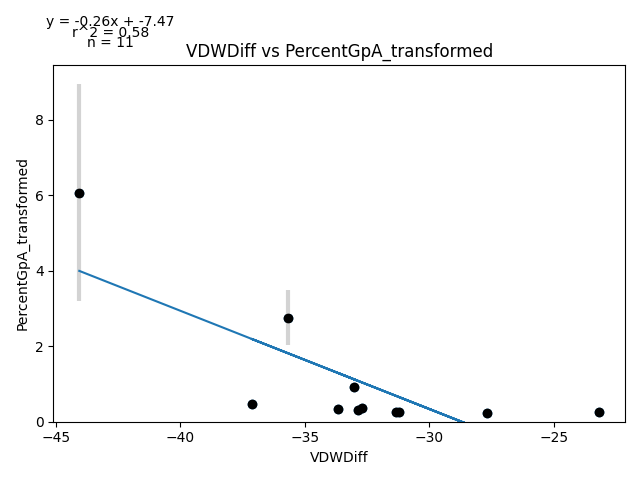 y = -0.26x + -7.47
r^2 = 0.58
n = 11
VDWDiff vs PercentGpA_transformed
PercentGpA_transformed
8
6
4
2
0
−45
−40
−35
−30
−25
VDWDiff